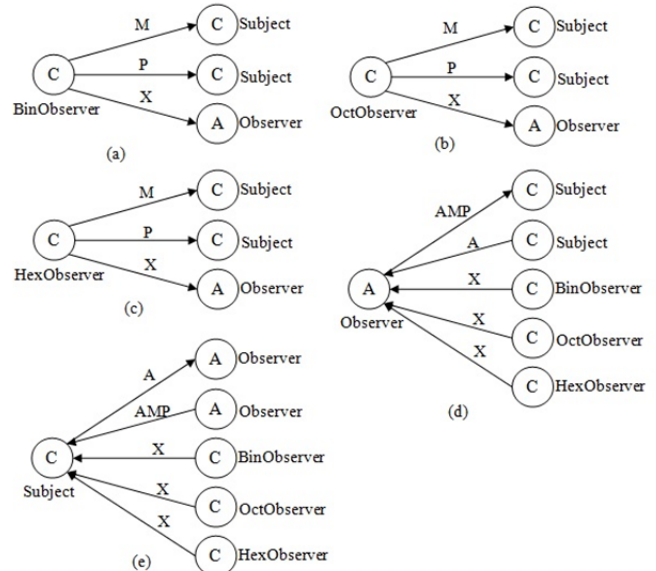 M
C Subject
P
C C Subject
BinObserver
X
A Observer
(a)
M
C Subject
P
C C Subject
OctObserver
X
A Observer
(b)
M
C Subject
P
C C Subject
HexObserver
X
A Observer
(c)
C Subject
AMP
A
C Subject
X
A C BinObserver
Observer
X
C OctObserver
X
C HexObserver
(d)
A Observer
A
AMP
A Observer
X
C C BinObserver
Subject
X
C OctObserver
X
C HexObserver
(e)